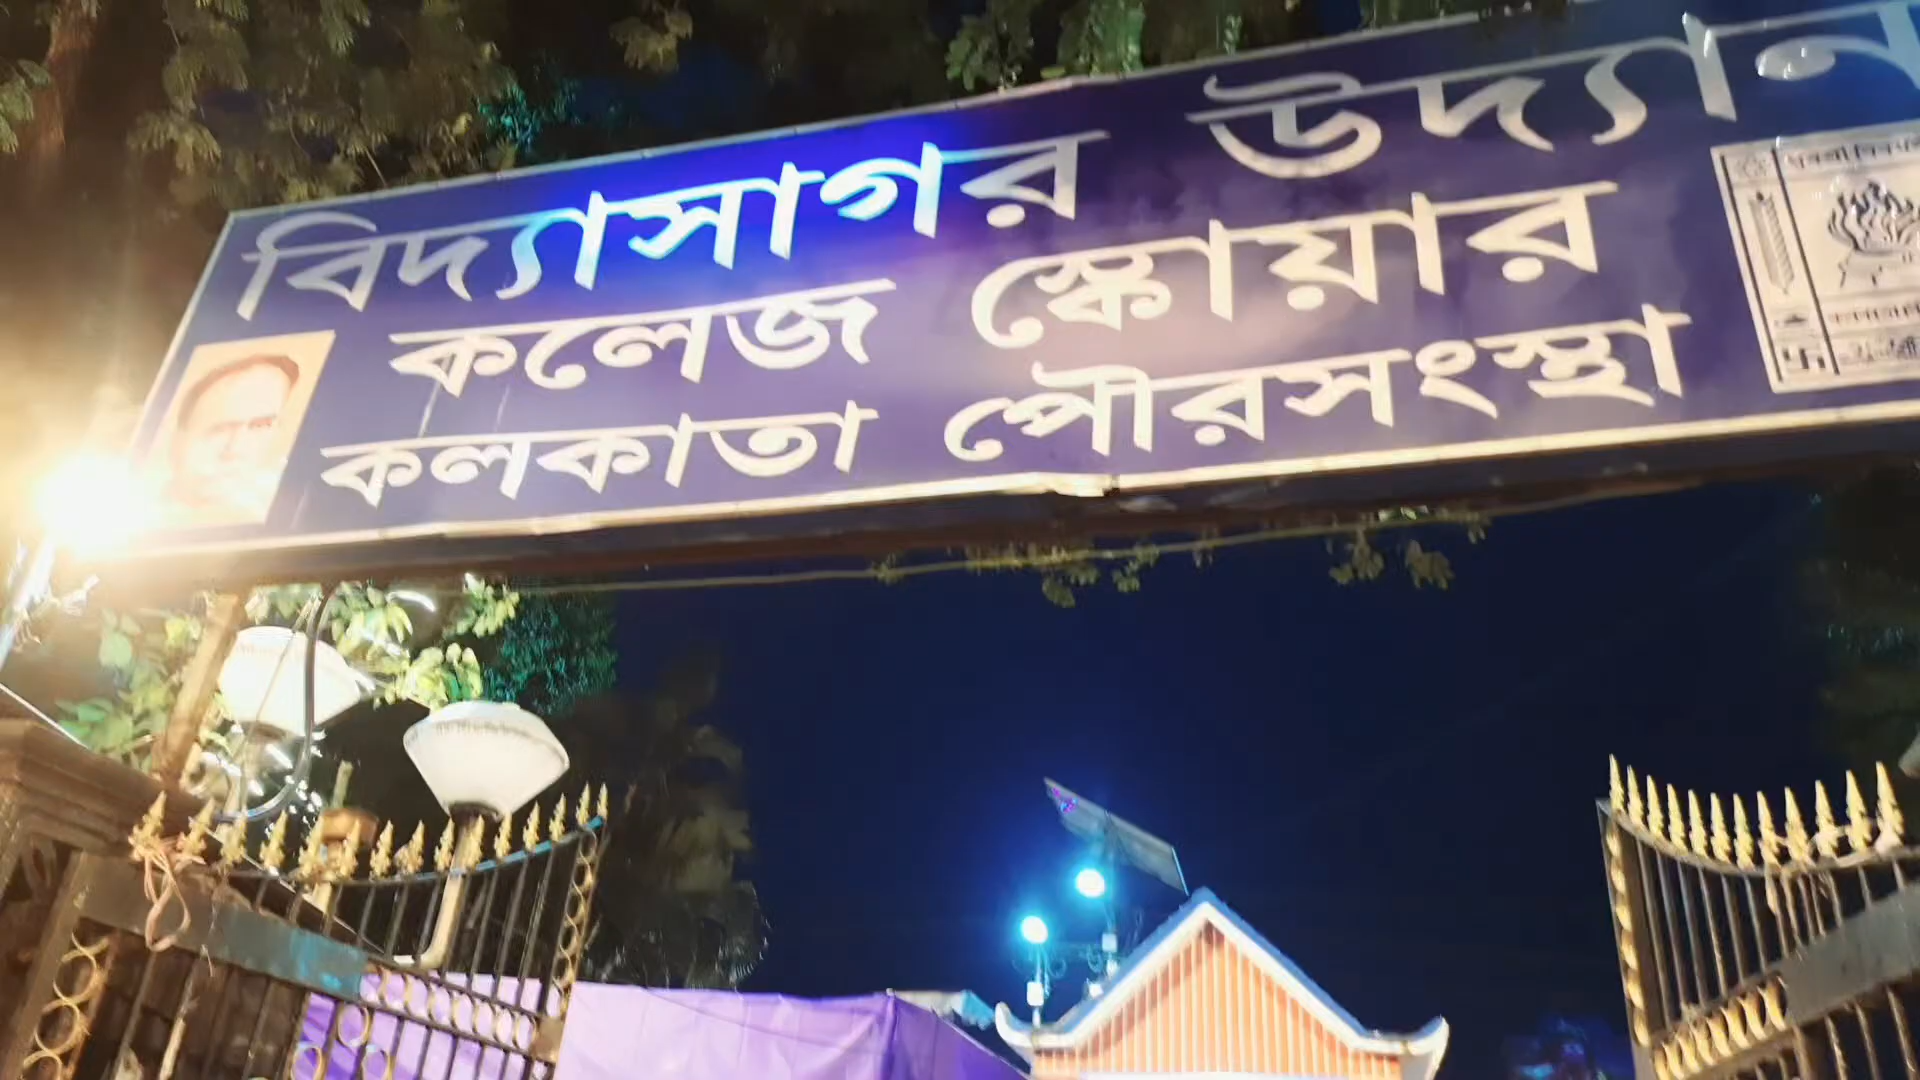 বিদ্যাসাগর উদ্যান
কলেজ স্কোয়ার
কলকাতা পৌরসংস্থা